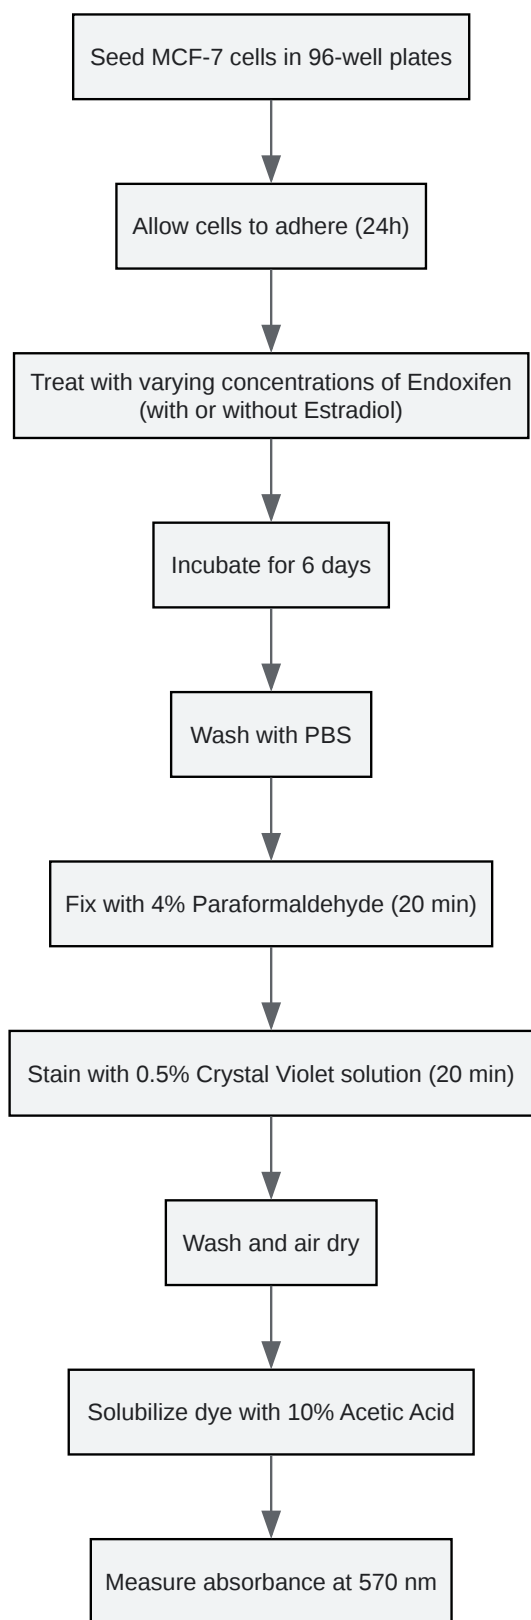 Seed MCF-7 cells in 96-well plates
Allow cells to adhere (24h)
Treat with varying concentrations of Endoxifen
(with or without Estradiol)
Incubate for 6 days
Wash with PBS
Fix with 4% Paraformaldehyde (20 min)
Stain with 0.5% Crystal Violet solution (20 min)
Wash and air dry
Solubilize dye with 10% Acetic Acid
Measure absorbance at 570 nm